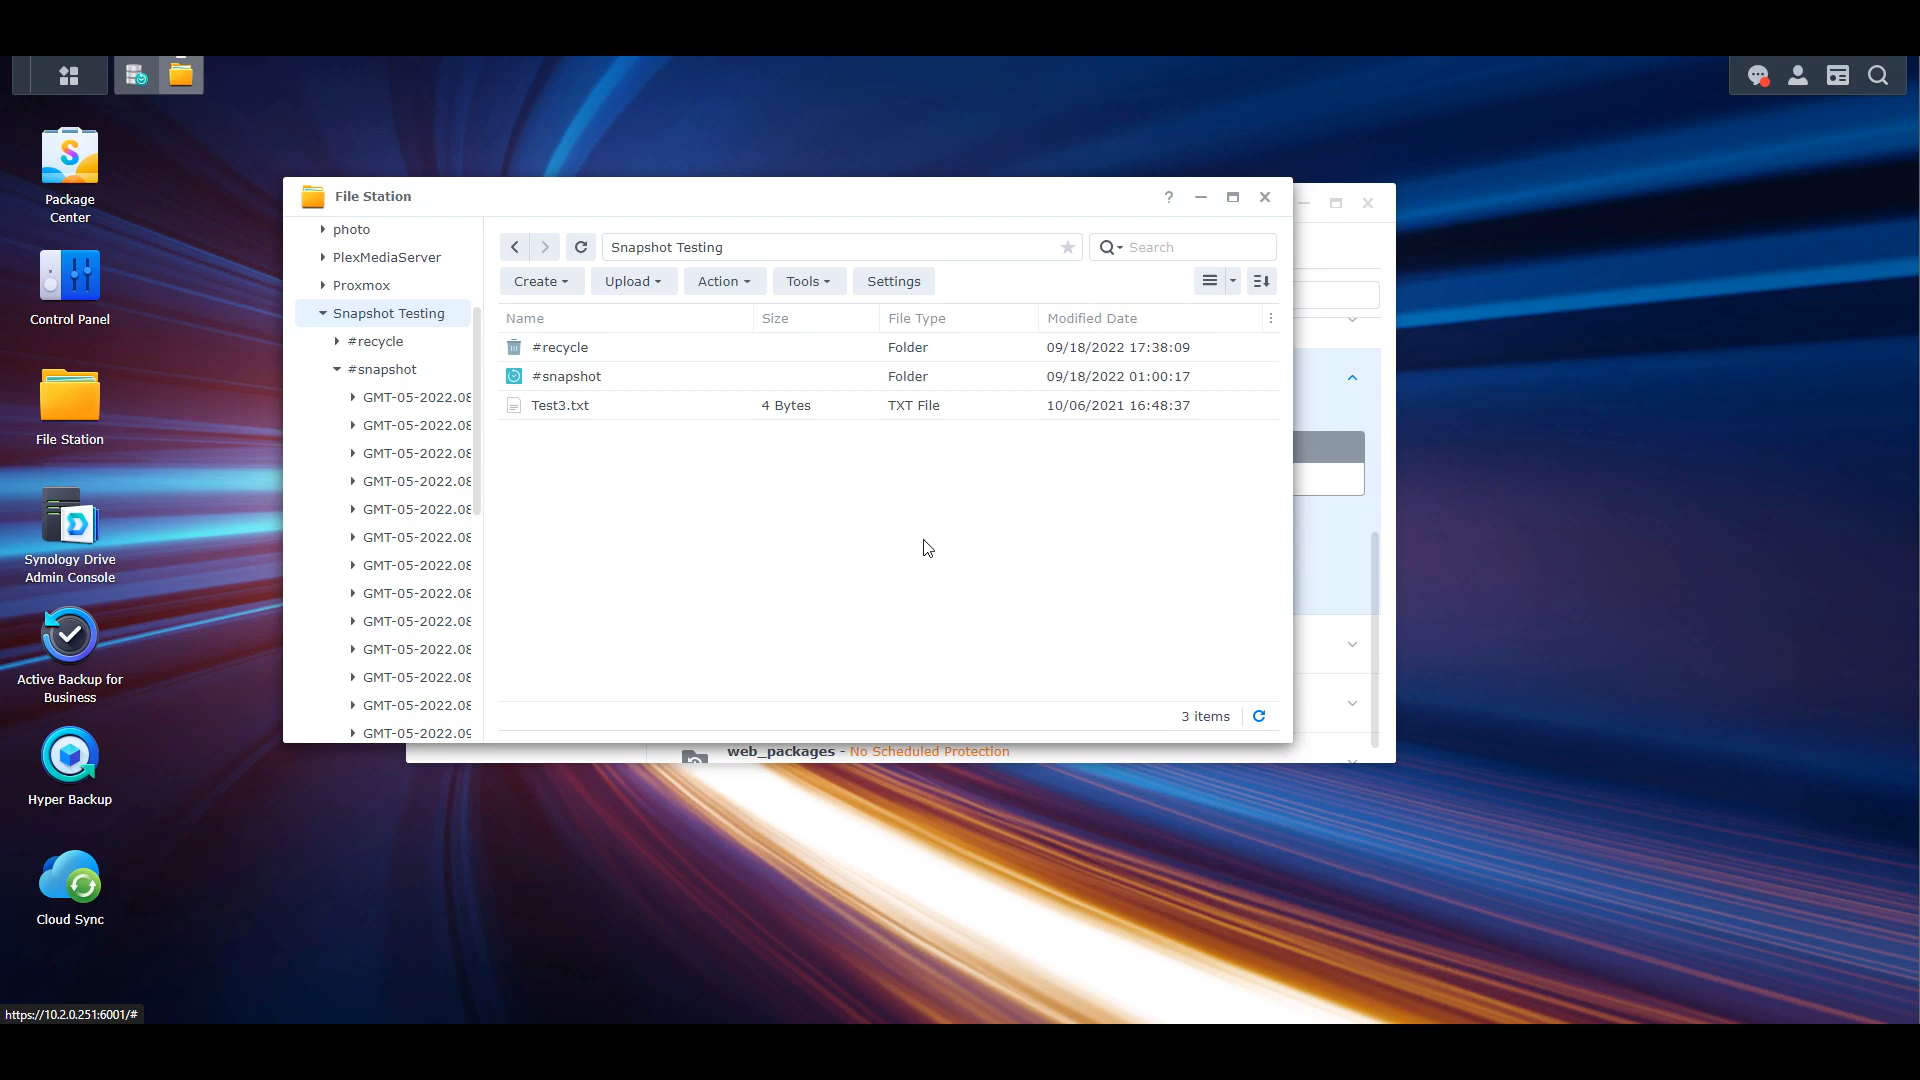 Package
Center
Control Panel
File Station
Synology Drive
Admin Console
Active Backup for
Business
Hyper Backup
Cloud Sync
https://10.2.0.251:6001/#
File Station
?
photo
PlexMediaServer
Proxmox
Snapshot Testing
#recycle
#snapshot
GMT-05-2022.08
GMT-05-2022.08
GMT-05-2022.08
GMT-05-2022.08
GMT-05-2022.08
GMT-05-2022.08
GMT-05-2022.08
GMT-05-2022.08
GMT-05-2022.08
GMT-05-2022.08
GMT-05-2022.08
GMT-05-2022.08
GMT-05-2022.09
Snapshot Testing
Search
Create Upload Action Tools Settings
Name Size File Type Modified Date
#recycle Folder 09/18/2022 17:38:09
#snapshot Folder 09/18/2022 01:00:17
Test3.txt 4 Bytes TXT File 10/06/2021 16:48:37
3 items
web_packages - No Scheduled Protection